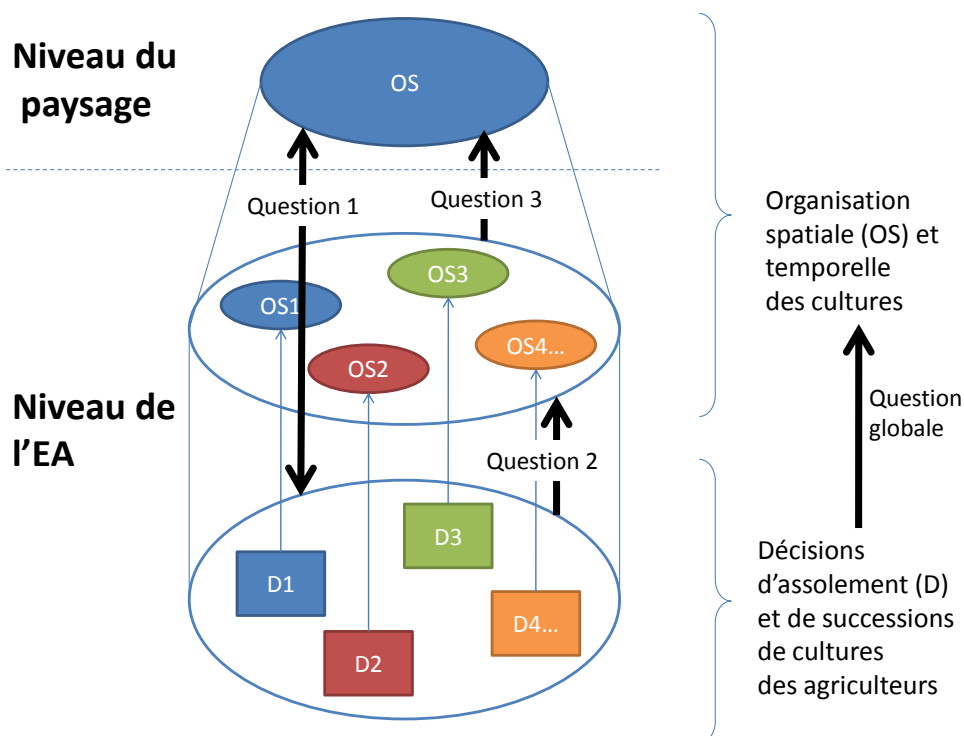 Niveau du
paysage
OS
Question 1
Question 3
OS1
OS3
OS2
OS4...
Niveau de
l’EA
Question 2
D1
D3
D2
D4...
Organisation
spatiale (OS) et
temporelle
des cultures
Question
globale
Décisions
d’assolement (D)
et de successions
de cultures
des agriculteurs